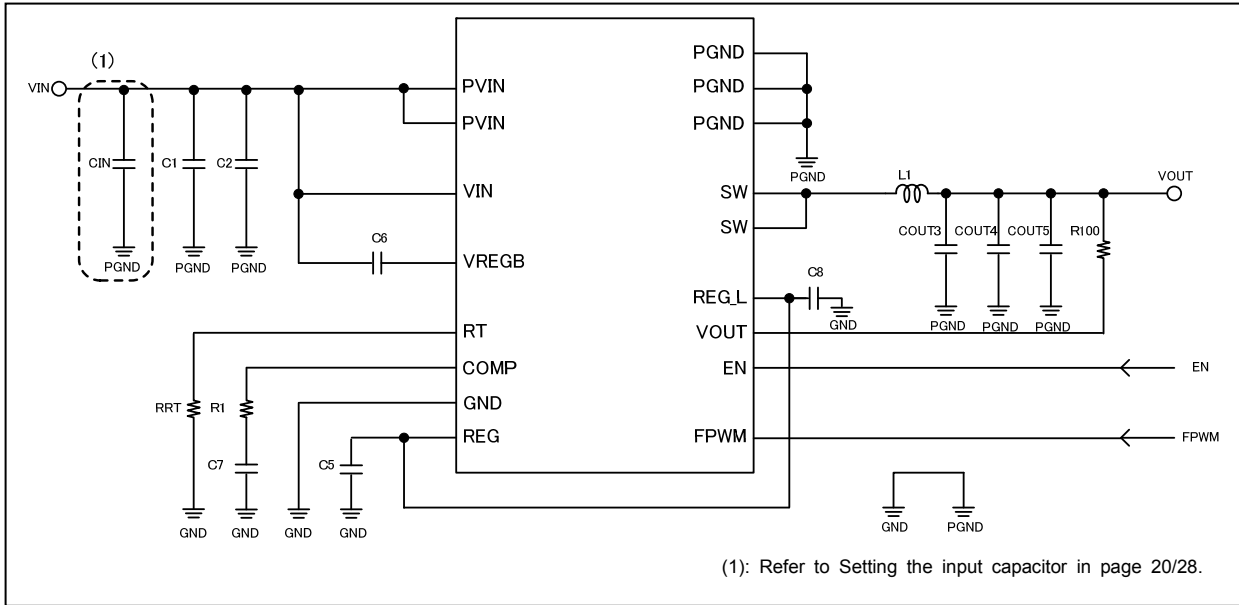 (1)
VIN
CIN
C1
C2
PGND
PGND
PGND
C6
PVIN
PVIN
VIN
VREGB
RT
COMP
GND
REG
RRT
R1
C7
C5
GND
GND
GND
GND
PGND
PGND
PGND
SW
SW
REG_L
VOUT
EN
FPWM
PGND
L1
VOUT
COUT3
COUT4
COUT5
R100
C8
GND
PGND
PGND
PGND
EN
FPWM
GND
PGND
(1): Refer to Setting the input capacitor in page 20/28.